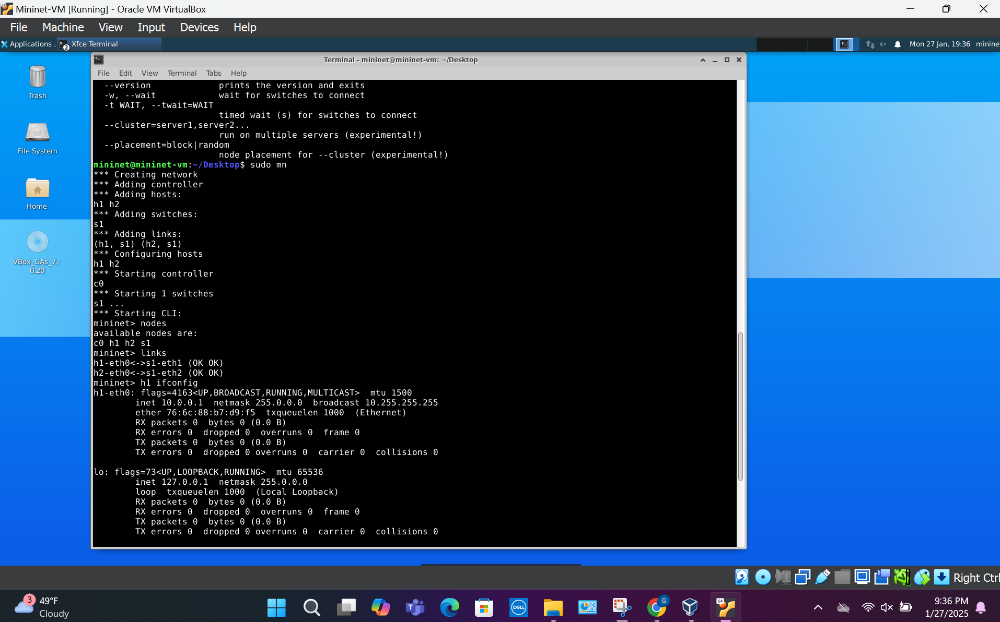 Mininet-VM [Running] - Oracle VM VirtualBox
File Machine View Input Devices Help
Applications Xfce Terminal
2
Mon 27 Jan, 19:36 minine
Terminal - mininet@mininet-vm: ~/Desktop
File Edit View Terminal Tabs Help
Trash
File System
Home
VBox_GAs_7.-
0.20
--version prints the version and exits
-w, --wait wait for switches to connect
-t WAIT, --twait=WAIT
timed wait (s) for switches to connect
--cluster=server1,server2...
run on multiple servers (experimental!)
--placement=block|random
node placement for --cluster (experimental!)
mininet@mininet-vm:~/Desktop$ sudo mn
*** Creating network
*** Adding controller
*** Adding hosts:
h1 h2
*** Adding switches:
s1
*** Adding links:
(h1, s1) (h2, s1)
*** Configuring hosts
h1 h2
*** Starting controller
c0
*** Starting 1 switches
s1 ...
*** Starting CLI:
mininet> nodes
available nodes are:
c0 h1 h2 s1
mininet> links
h1-eth0<->s1-eth1 (OK OK)
h2-eth0<->s1-eth2 (OK OK)
mininet> h1 ifconfig
h1-eth0: flags=4163<UP,BROADCAST,RUNNING,MULTICAST> mtu 1500
inet 10.0.0.1 netmask 255.0.0.0 broadcast 10.255.255.255
ether 76:6c:88:b7:d9:f5 txqueuelen 1000 (Ethernet)
RX packets 0 bytes 0 (0.0 B)
RX errors 0 dropped 0 overruns 0 frame 0
TX packets 0 bytes 0 (0.0 B)
TX errors 0 dropped 0 overruns 0 carrier 0 collisions 0
lo: flags=73<UP,LOOPBACK,RUNNING> mtu 65536
inet 127.0.0.1 netmask 255.0.0.0
loop txqueuelen 1000 (Local Loopback)
RX packets 0 bytes 0 (0.0 B)
RX errors 0 dropped 0 overruns 0 frame 0
TX packets 0 bytes 0 (0.0 B)
TX errors 0 dropped 0 overruns 0 carrier 0 collisions 0
Right Ctrl
3
49°F
Cloudy
DELL
G
64
9:36 PM
1/27/2025